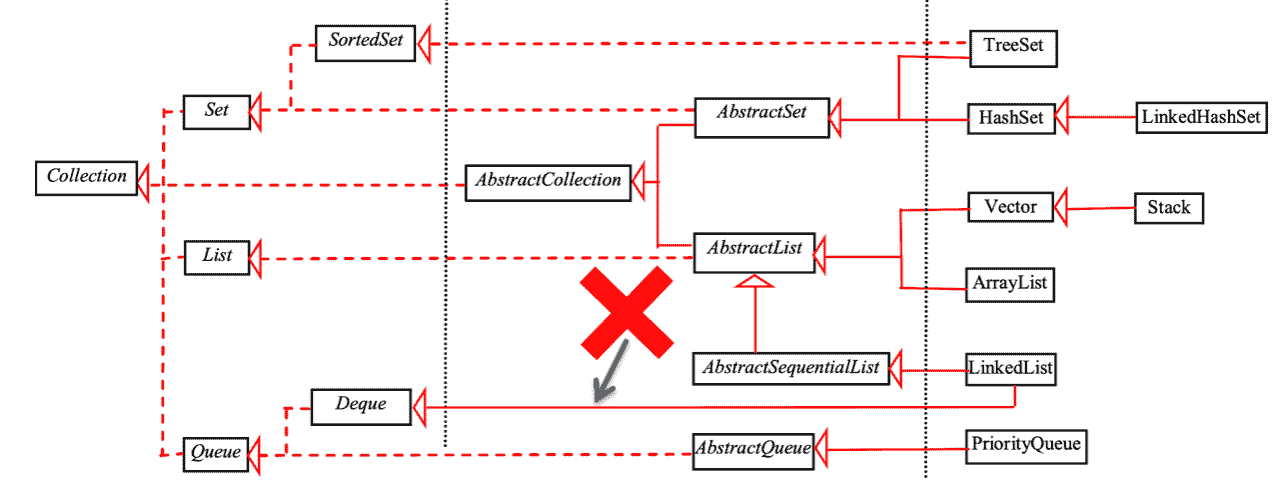 SortedSet
TreeSet
Set
AbstractSet
HashSet
LinkedHashSet
Collection
AbstractCollection
Vector
Stack
List
AbstractList
ArrayList
AbstractSequentialList
LinkedList
Deque
Queue
AbstractQueue
PriorityQueue